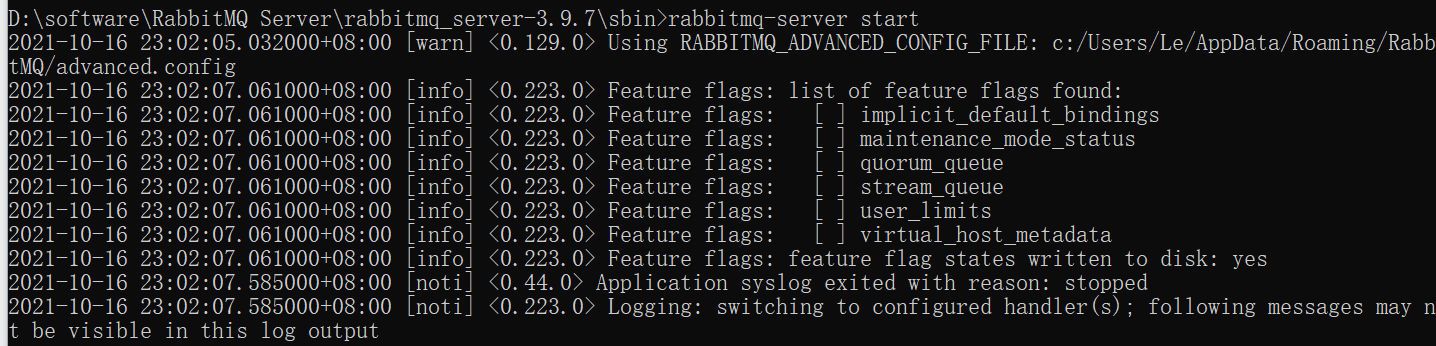 D:\software\RabbitMQ Server\rabbitmq_server-3.9.7\sbin>rabbitmq-server start
2021-10-16 23:02:05.032000+08:00 [warn] <0.129.0> Using RABBITMQ_ADVANCED_CONFIG_FILE: c:/Users/Le/AppData/Roaming/Rabb
tMQ/advanced.config
2021-10-16 23:02:07.061000+08:00 [info] <0.223.0> Feature flags: list of feature flags found:
2021-10-16 23:02:07.061000+08:00 [info] <0.223.0> Feature flags:   [ ] implicit_default_bindings
2021-10-16 23:02:07.061000+08:00 [info] <0.223.0> Feature flags:   [ ] maintenance_mode_status
2021-10-16 23:02:07.061000+08:00 [info] <0.223.0> Feature flags:   [ ] quorum_queue
2021-10-16 23:02:07.061000+08:00 [info] <0.223.0> Feature flags:   [ ] stream_queue
2021-10-16 23:02:07.061000+08:00 [info] <0.223.0> Feature flags:   [ ] user_limits
2021-10-16 23:02:07.061000+08:00 [info] <0.223.0> Feature flags:   [ ] virtual_host_metadata
2021-10-16 23:02:07.061000+08:00 [info] <0.223.0> Feature flags: feature flag states written to disk: yes
2021-10-16 23:02:07.585000+08:00 [noti] <0.44.0> Application syslog exited with reason: stopped
2021-10-16 23:02:07.585000+08:00 [noti] <0.223.0> Logging: switching to configured handler(s); following messages may n
t be visible in this log output